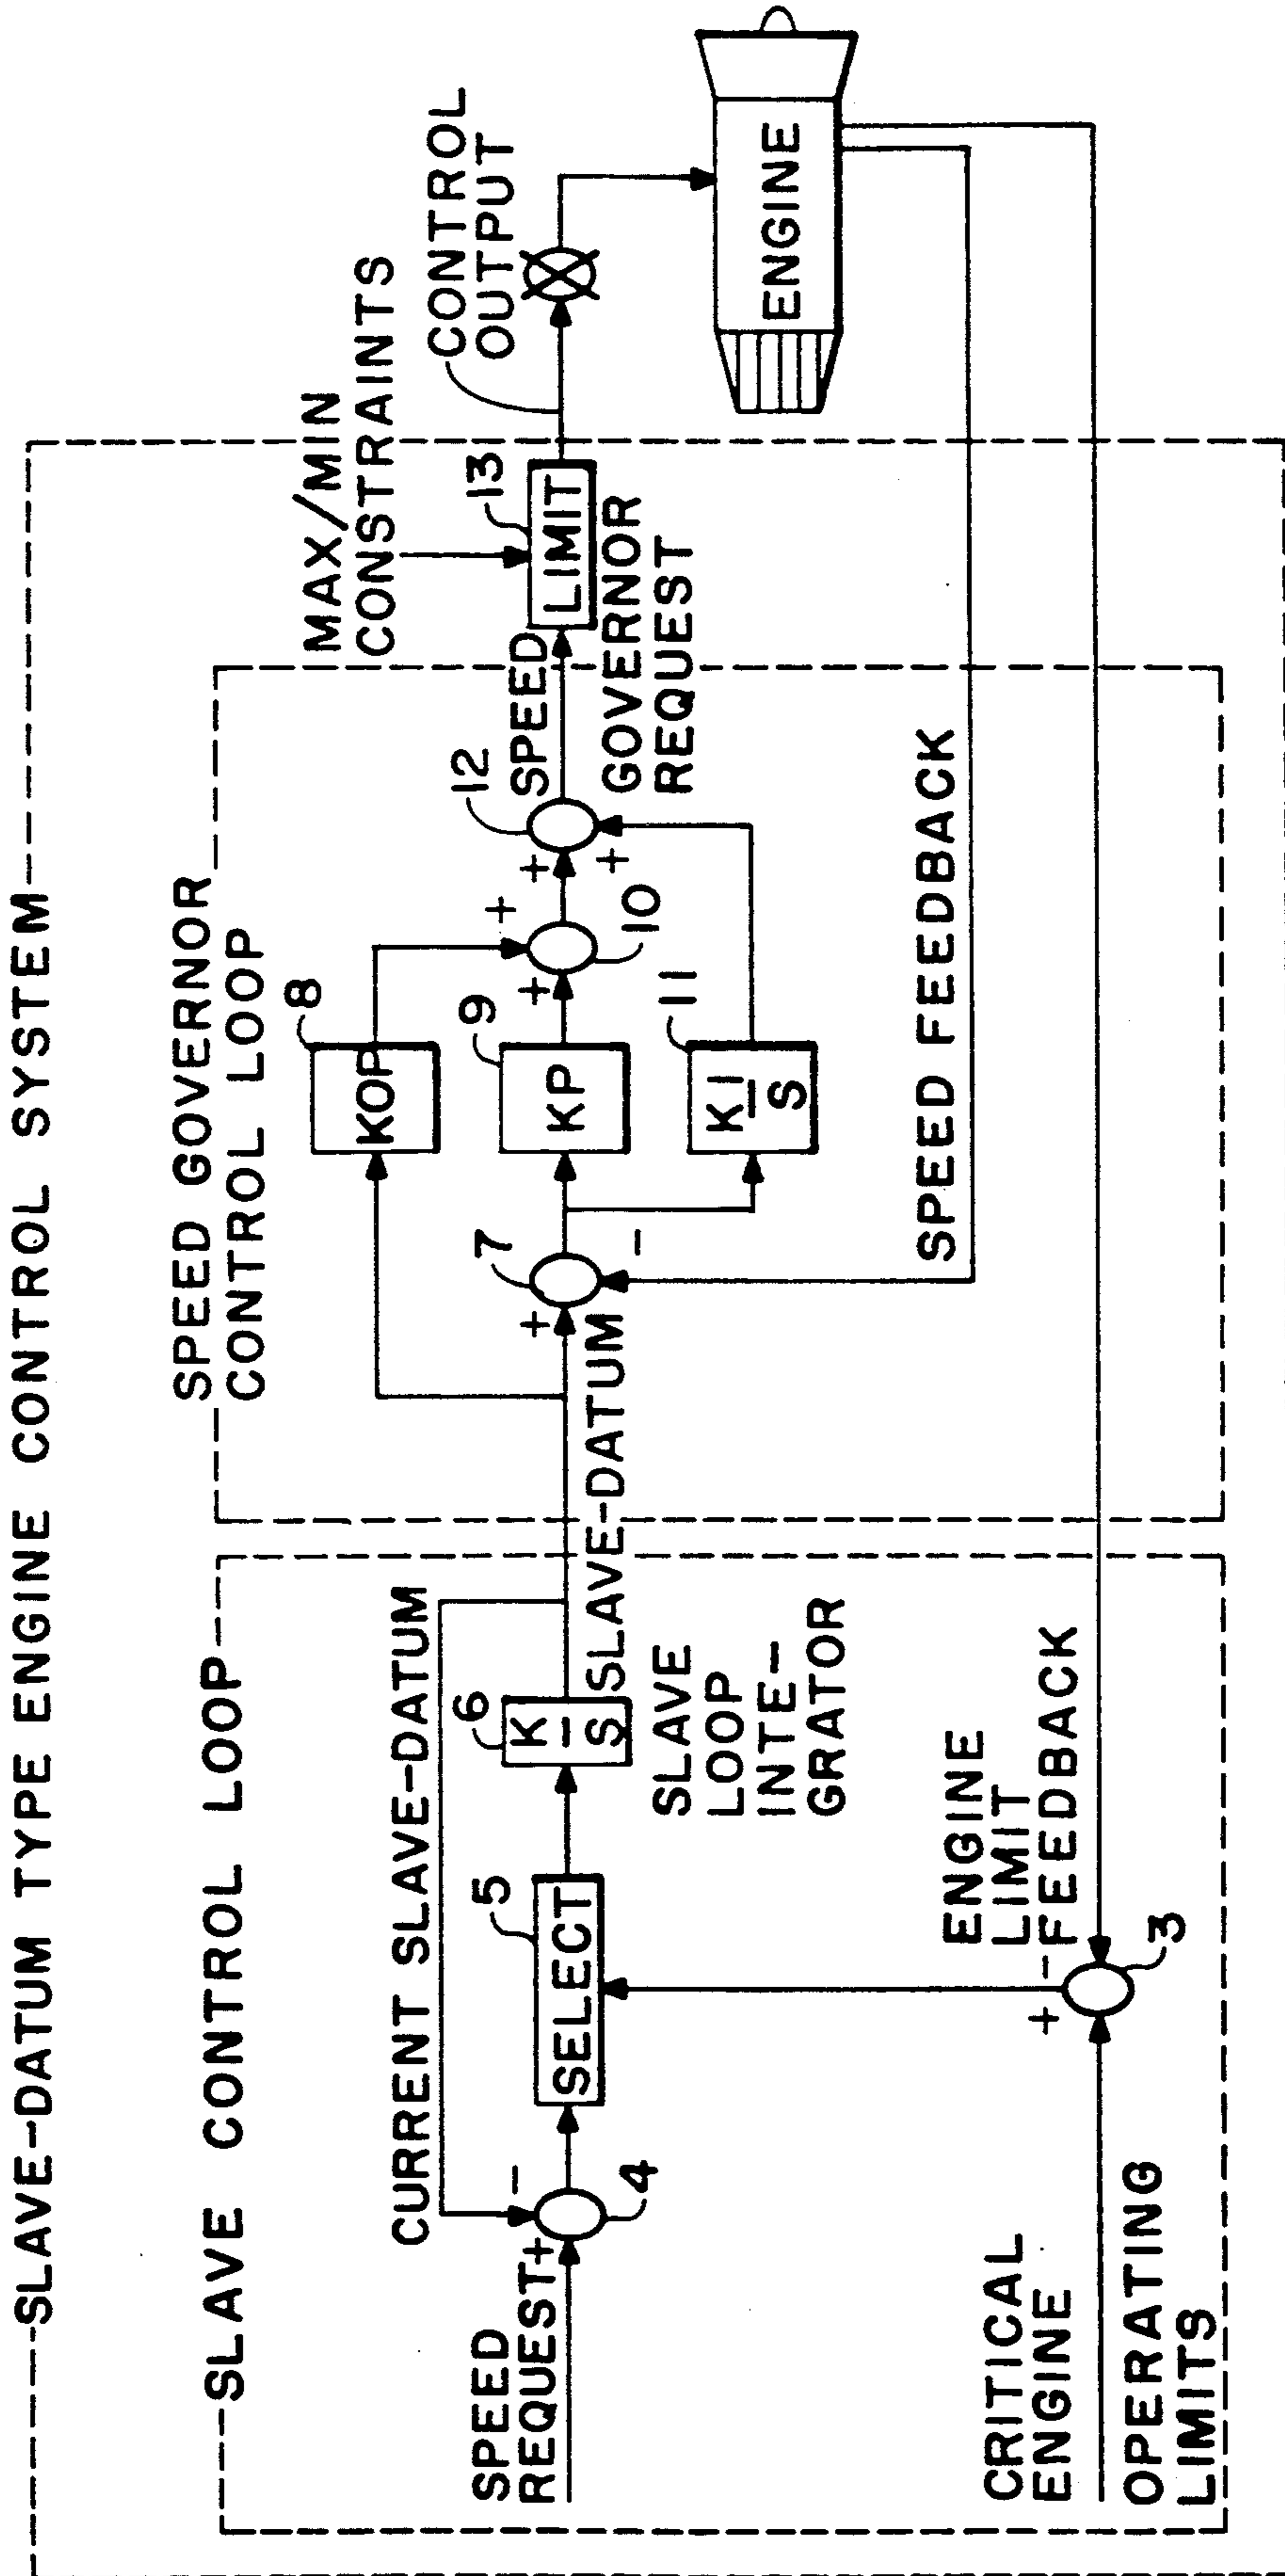 SLAVE-DATUM TYPE ENGINE CONTROL SYSTEM
SLAVE CONTROL LOOP
SPEED
REQUEST
+
-
4
CURRENT SLAVE-DATUM
SELECT
5
K
S
6
SLAVE
LOOP
INTE-
GRATOR
SLAVE-DATUM
CRITICAL
ENGINE
OPERATING
LIMITS
+
-
3
ENGINE
LIMIT
FEEDBACK
SPEED GOVERNOR
CONTROL LOOP
+
-
7
KOP
8
KP
9
KI
S
11
+
+
10
+
+
12
SPEED
GOVERNOR
REQUEST
SPEED FEEDBACK
MAX/MIN
CONSTRAINTS
LIMIT
13
CONTROL
OUTPUT
ENGINE